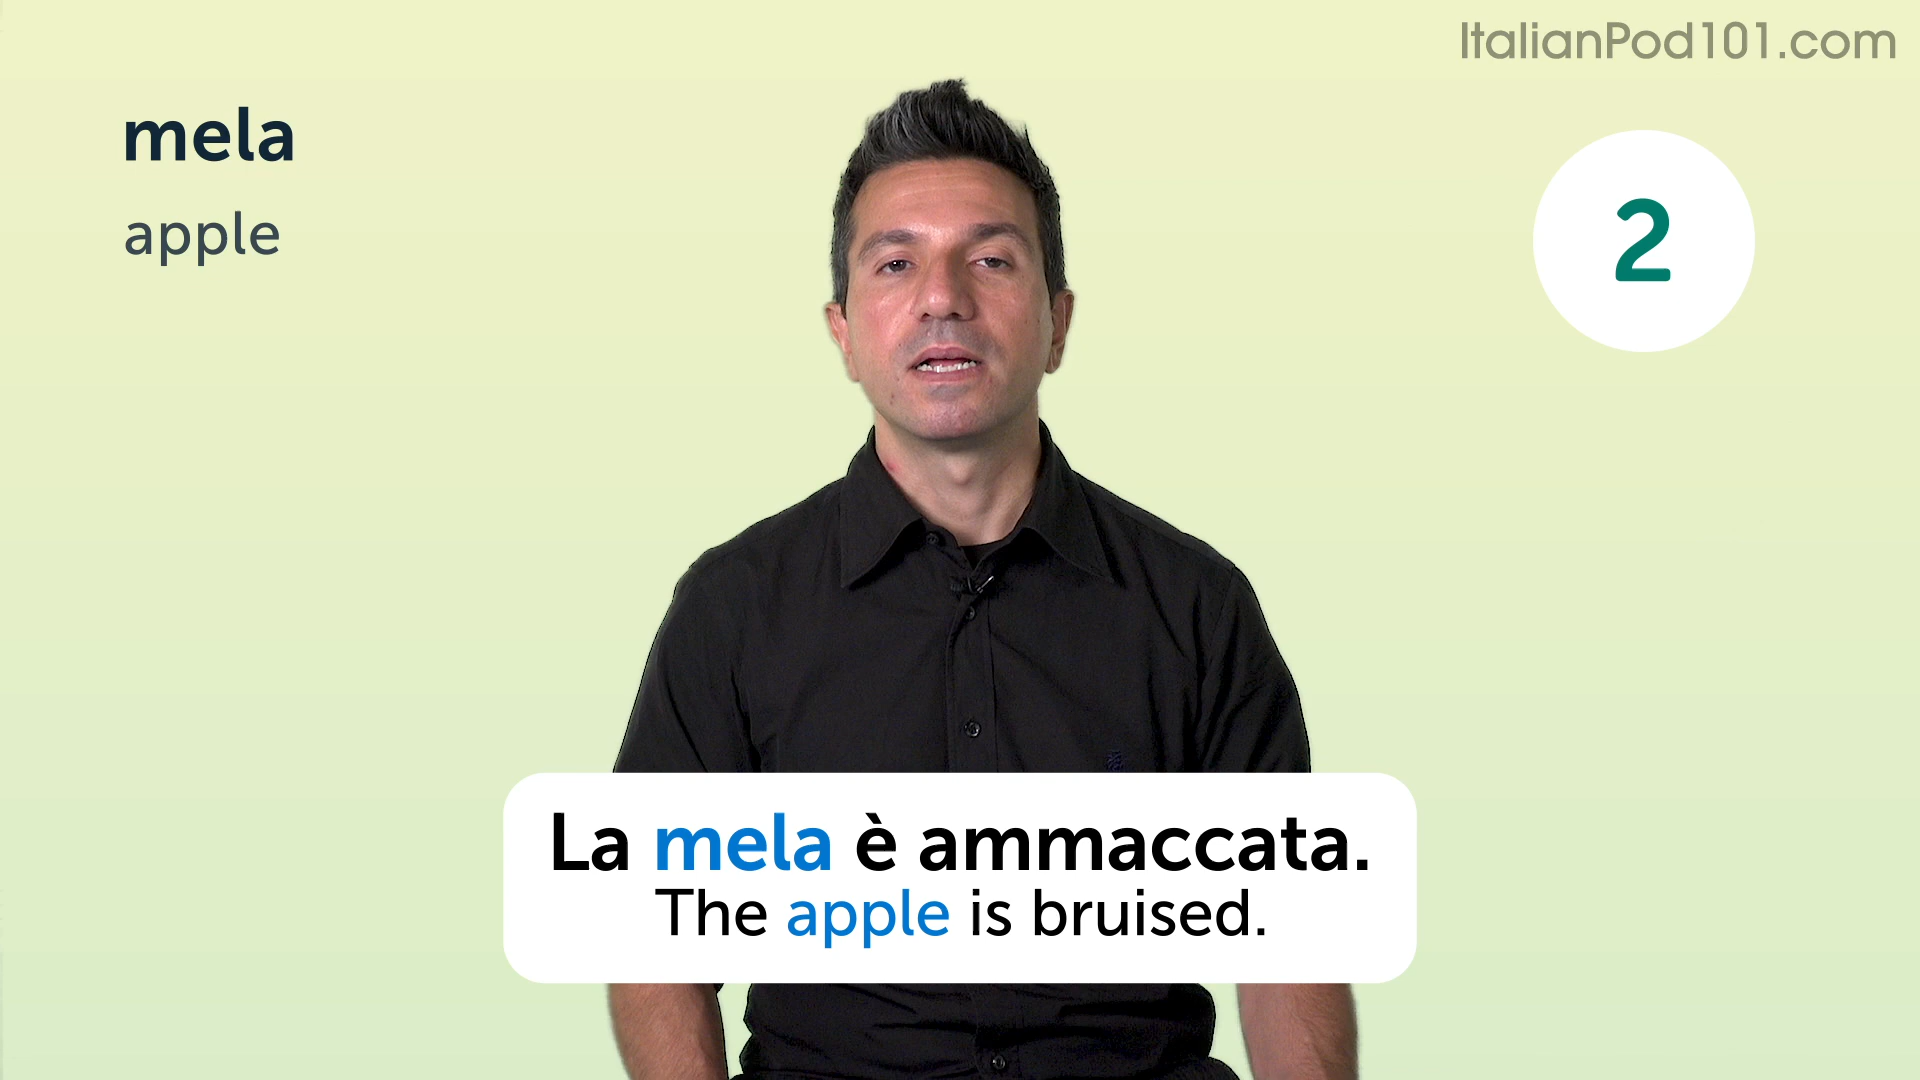 ItalianPod101.com
mela
apple
2
La mela è ammaccata.
The apple is bruised.